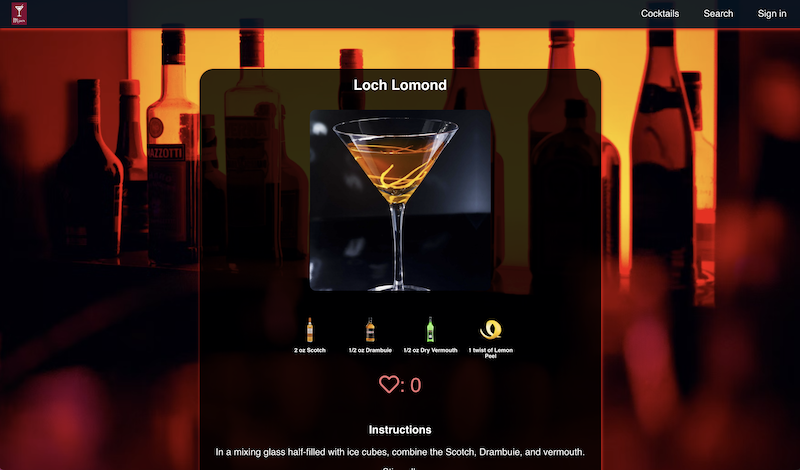 Cocktails Search Sign in
Loch Lomond
2 oz Scotch
1/2 oz Drambuie
1/2 oz Dry Vermouth
1 twist of Lemon
Peel
: 0
Instructions
In a mixing glass half-filled with ice cubes, combine the Scotch, Drambuie, and vermouth.